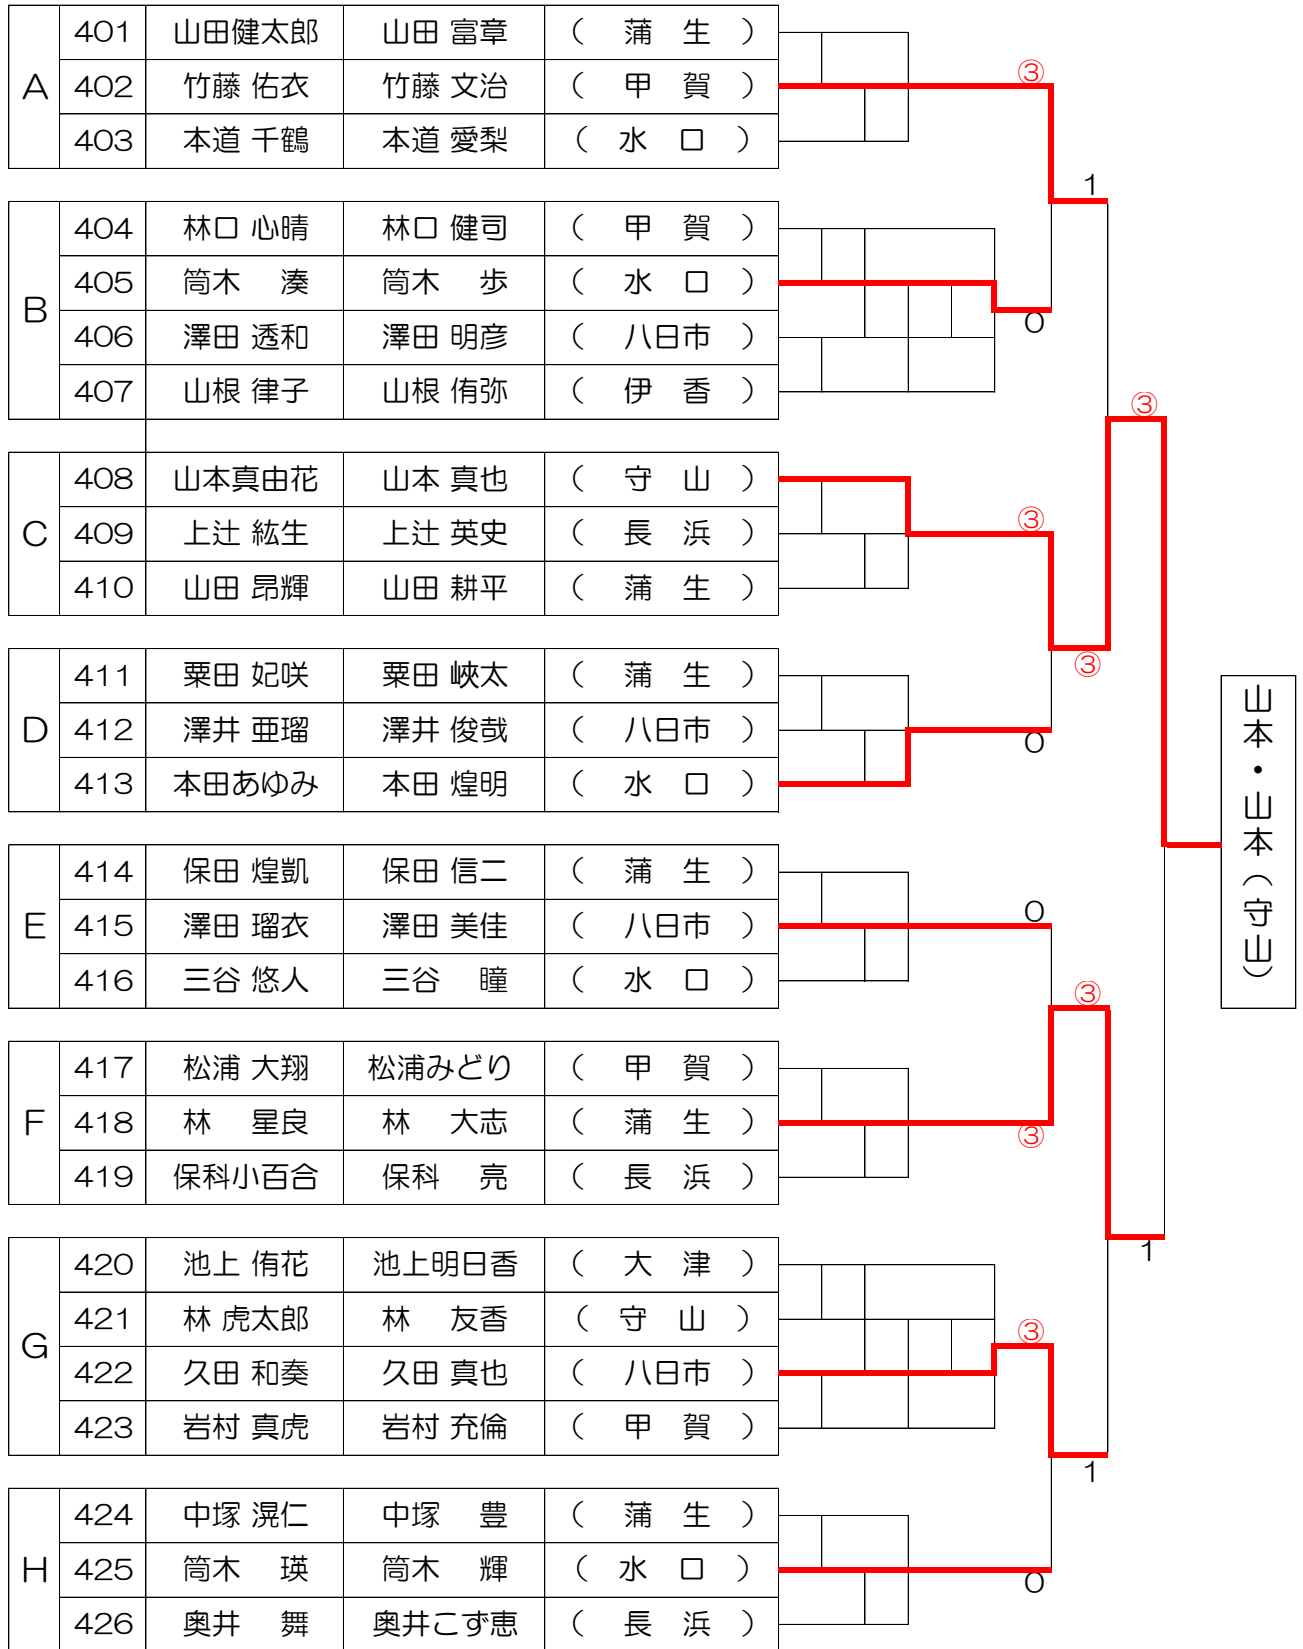 401 山田健太郎 山田 富章 （ 蒲 生 ）
A 402 竹藤 佑衣 竹藤 文治 （ 甲 賀 ） ③
403 本道 千鶴 本道 愛梨 （ 水 口 ）
1
404 林口 心晴 林口 健司 （ 甲 賀 ）
405 筒木 湊 筒木 歩 （ 水 口 ）
B
406 澤田 透和 澤田 明彦 （ 八日市 ） 0
407 山根 律子 山根 侑弥 （ 伊 香 ）
③
408 山本真由花 山本 真也 （ 守 山 ）
C 409 上辻 紘生 上辻 英史 （ 長 浜 ） ③
410 山田 昂輝 山田 耕平 （ 蒲 生 ）
③
411 粟田 妃咲 粟田 峽太 （ 蒲 生 ）
D 412 澤井 亜瑠 澤井 俊哉 （ 八日市 ） 0
413 本田あゆみ 本田 煌明 （ 水 口 ）
山本・山本（守山）
414 保田 煌凱 保田 信二 （ 蒲 生 ）
E 415 澤田 瑠衣 澤田 美佳 （ 八日市 ） 0
416 三谷 悠人 三谷 瞳 （ 水 口 ）
③
417 松浦 大翔 松浦みどり （ 甲 賀 ）
F 418 林 星良 林 大志 （ 蒲 生 ） ③
419 保科小百合 保科 亮 （ 長 浜 ）
1
420 池上 侑花 池上明日香 （ 大 津 ）
421 林 虎太郎 林 友香 （ 守 山 ） ③
G
422 久田 和奏 久田 真也 （ 八日市 ）
423 岩村 真虎 岩村 充倫 （ 甲 賀 ）
1
424 中塚 滉仁 中塚 豊 （ 蒲 生 ）
H 425 筒木 瑛 筒木 輝 （ 水 口 ） 0
426 奥井 舞 奥井こず恵 （ 長 浜 ）